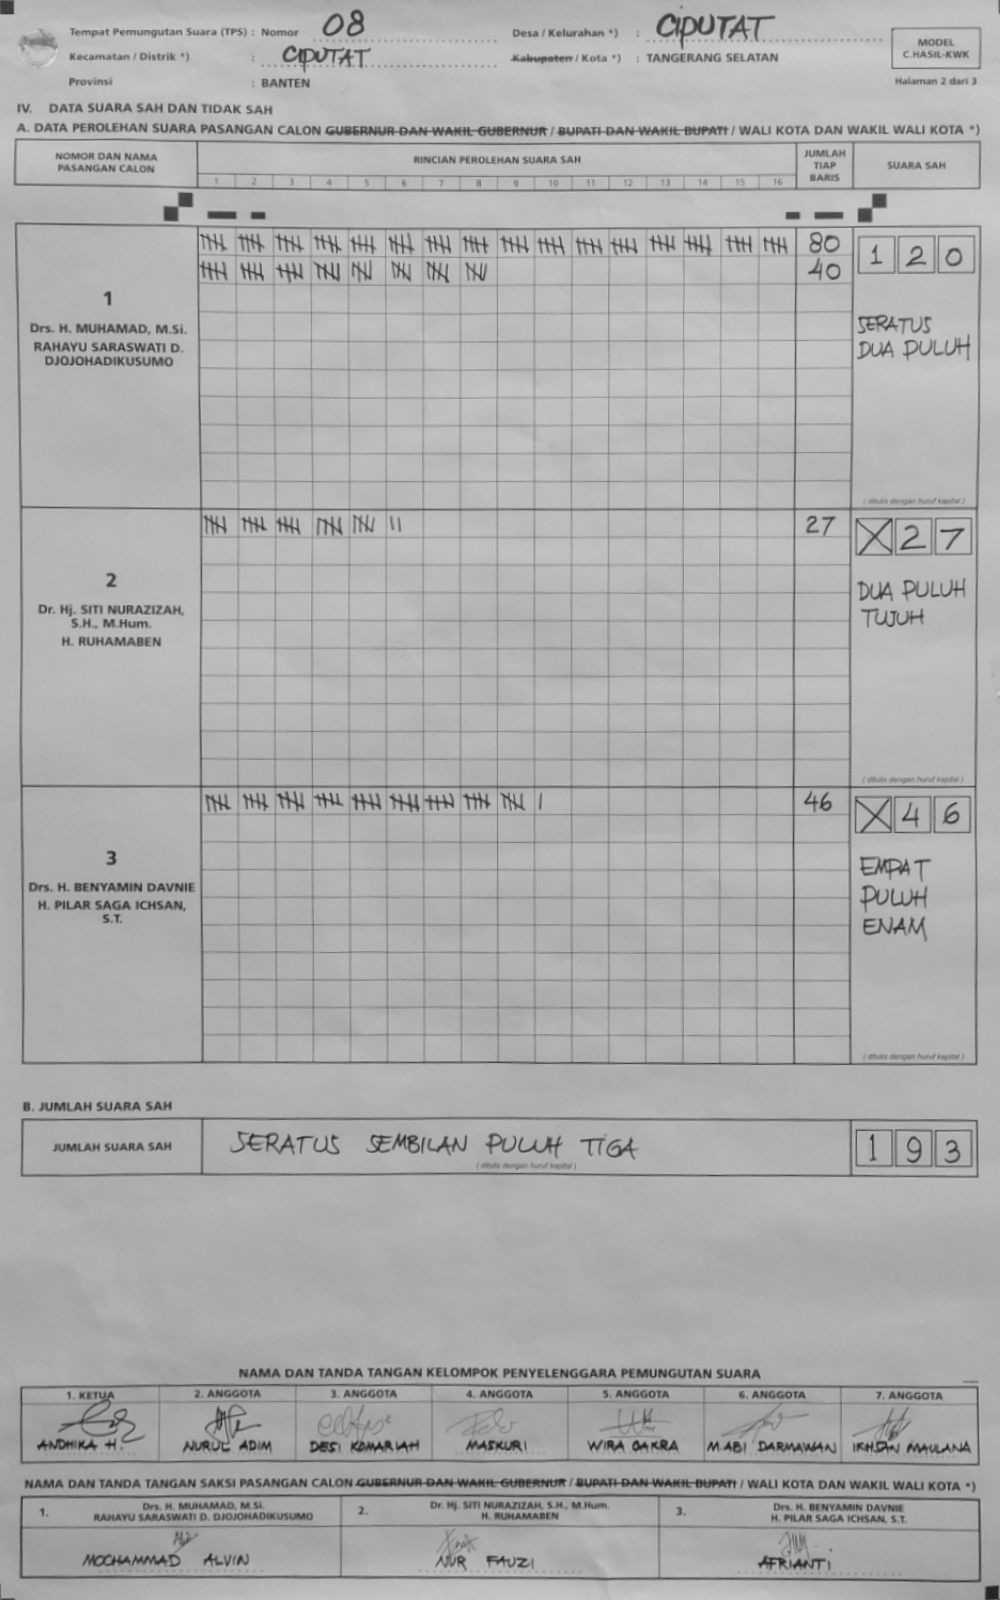 Tempat Pemungutan Suara (TPS) : Nomor 08 Desa / Kelurahan *) : CIPUTAT
Kecamatan / Distrik *) : CIPUTAT Kabupaten / Kota *) : TANGERANG SELATAN
Provinsi : BANTEN
MODEL
C.HASIL-KWK
Halaman 2 dari 3
IV. DATA SUARA SAH DAN TIDAK SAH
A. DATA PEROLEHAN SUARA PASANGAN CALON GUBERNUR DAN WAKIL GUBERNUR / BUPATI DAN WAKIL BUPATI / WALI KOTA DAN WAKIL WALI KOTA *)
NOMOR DAN NAMA
PASANGAN CALON
RINCIAN PEROLEHAN SUARA SAH
JUMLAH
TIAP
BARIS
SUARA SAH
1 2 3 4 5 6 7 8 9 10 11 12 13 14 15 16
1
Drs. H. MUHAMAD, M.Si.
RAHAYU SARASWATI D.
DJOJOHADIKUSUMO
80
40
1 2 0
SERATUS
DUA PULUH
( ditulis dengan huruf kapital )
2
Dr. Hj. SITI NURAZIZAH,
S.H., M.Hum.
H. RUHAMABEN
27
X 2 7
DUA PULUH
TUJUH
( ditulis dengan huruf kapital )
3
Drs. H. BENYAMIN DAVNIE
H. PILAR SAGA ICHSAN,
S.T.
46
X 4 6
EMPAT
PULUH
ENAM
( ditulis dengan huruf kapital )
B. JUMLAH SUARA SAH
JUMLAH SUARA SAH SERATUS SEMBILAN PULUH TIGA 1 9 3
( ditulis dengan huruf kapital )
NAMA DAN TANDA TANGAN KELOMPOK PENYELENGGARA PEMUNGUTAN SUARA
1. KETUA 2. ANGGOTA 3. ANGGOTA 4. ANGGOTA 5. ANGGOTA 6. ANGGOTA 7. ANGGOTA
ANDHIKA H. NURUL ADIM DESI KOMARIAH MASKURI WIRA CAKRA M.ABI DARMAWAN IKHSAN MAULANA
NAMA DAN TANDA TANGAN SAKSI PASANGAN CALON GUBERNUR DAN WAKIL GUBERNUR / BUPATI DAN WAKIL BUPATI / WALI KOTA DAN WAKIL WALI KOTA *)
1. Drs. H. MUHAMAD, M.Si.
RAHAYU SARASWATI D. DJOJOHADIKUSUMO
MOCHAMMAD ALVIN
2. Dr. Hj. SITI NURAZIZAH, S.H., M.Hum.
H. RUHAMABEN
NUR FAUZI
3. Drs. H. BENYAMIN DAVNIE
H. PILAR SAGA ICHSAN, S.T.
AFRIANTI